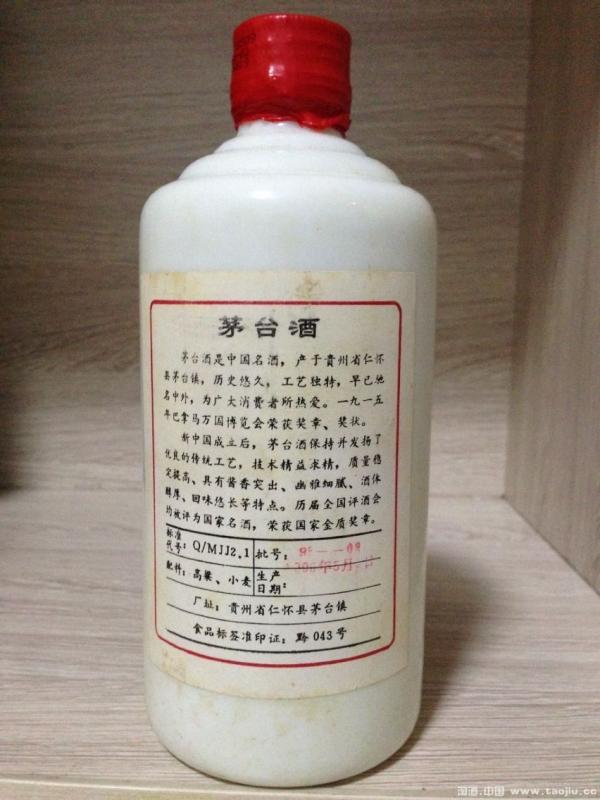 茅台酒
茅台酒是中国名酒，产于贵州省仁怀
县茅台镇，历史悠久，工艺独特，早已驰
名中外，为广大消费者所热爱。一九一五
年巴拿马万国博览会荣获奖章、奖状。
新中国成立后，茅台酒保持并发扬了
优良的传统工艺，技术精益求精，质量稳
定提高、具有酱香突出、幽雅细腻、酒体
醇厚、回味悠长等特点。历届全国评酒会
均被评为国家名酒，荣获国家金质奖章。
标准代号：Q/MJJ2.1 批号：
配料：高粱、小麦 生产日期：
厂址：贵州省仁怀县茅台镇
食品标签准印证：黔 043 号
淘酒.中国 www.taojiu.cc